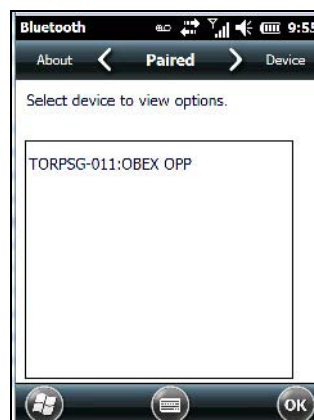 Bluetooth 9:55
About Paired Device
Select device to view options.
TORPSG-011:OBEX OPP
OK